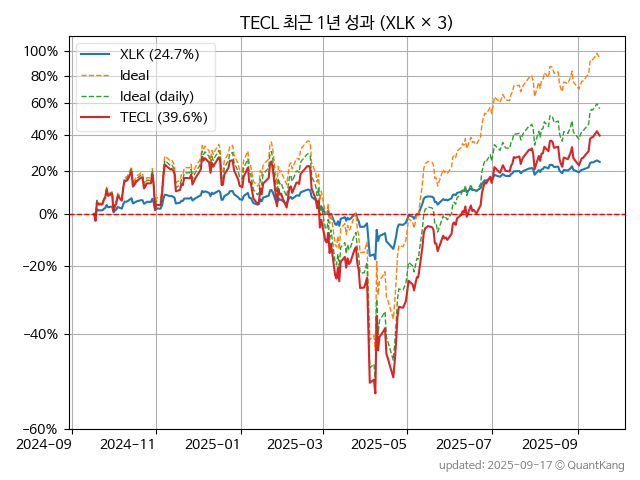 TECL 최근 1년 성과 (XLK × 3)
100%
80%
60%
40%
20%
0%
−20%
−40%
−60%
XLK (24.7%)
Ideal
Ideal (daily)
TECL (39.6%)
2024-09 2024-11 2025-01 2025-03 2025-05 2025-07 2025-09
updated: 2025-09-17 © QuantKang